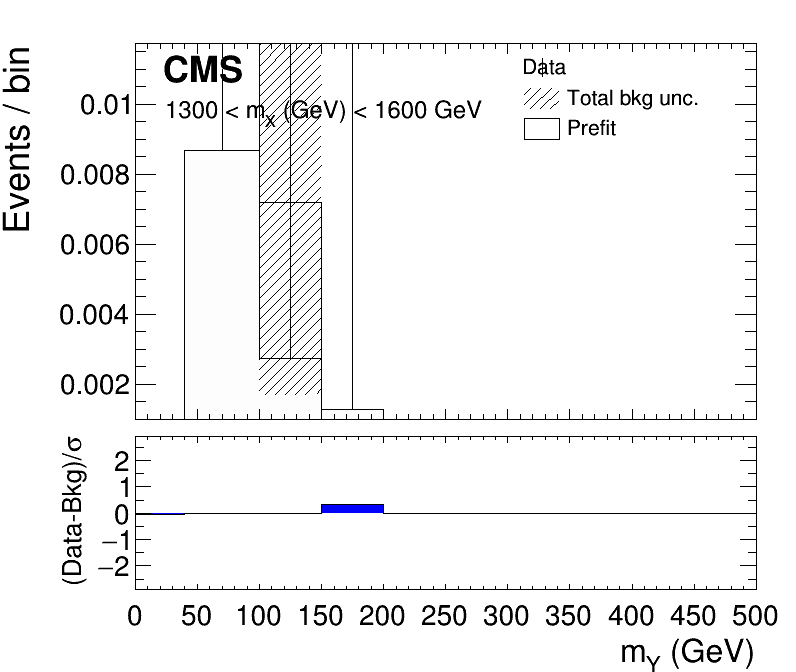 CMS
1300 < mX (GeV) < 1600 GeV
Data
Total bkg unc.
Prefit
Events / bin
0.01
0.008
0.006
0.004
0.002
(Data-Bkg)/σ
2
1
0
−1
−2
0 50 100 150 200 250 300 350 400 450 500
mY (GeV)